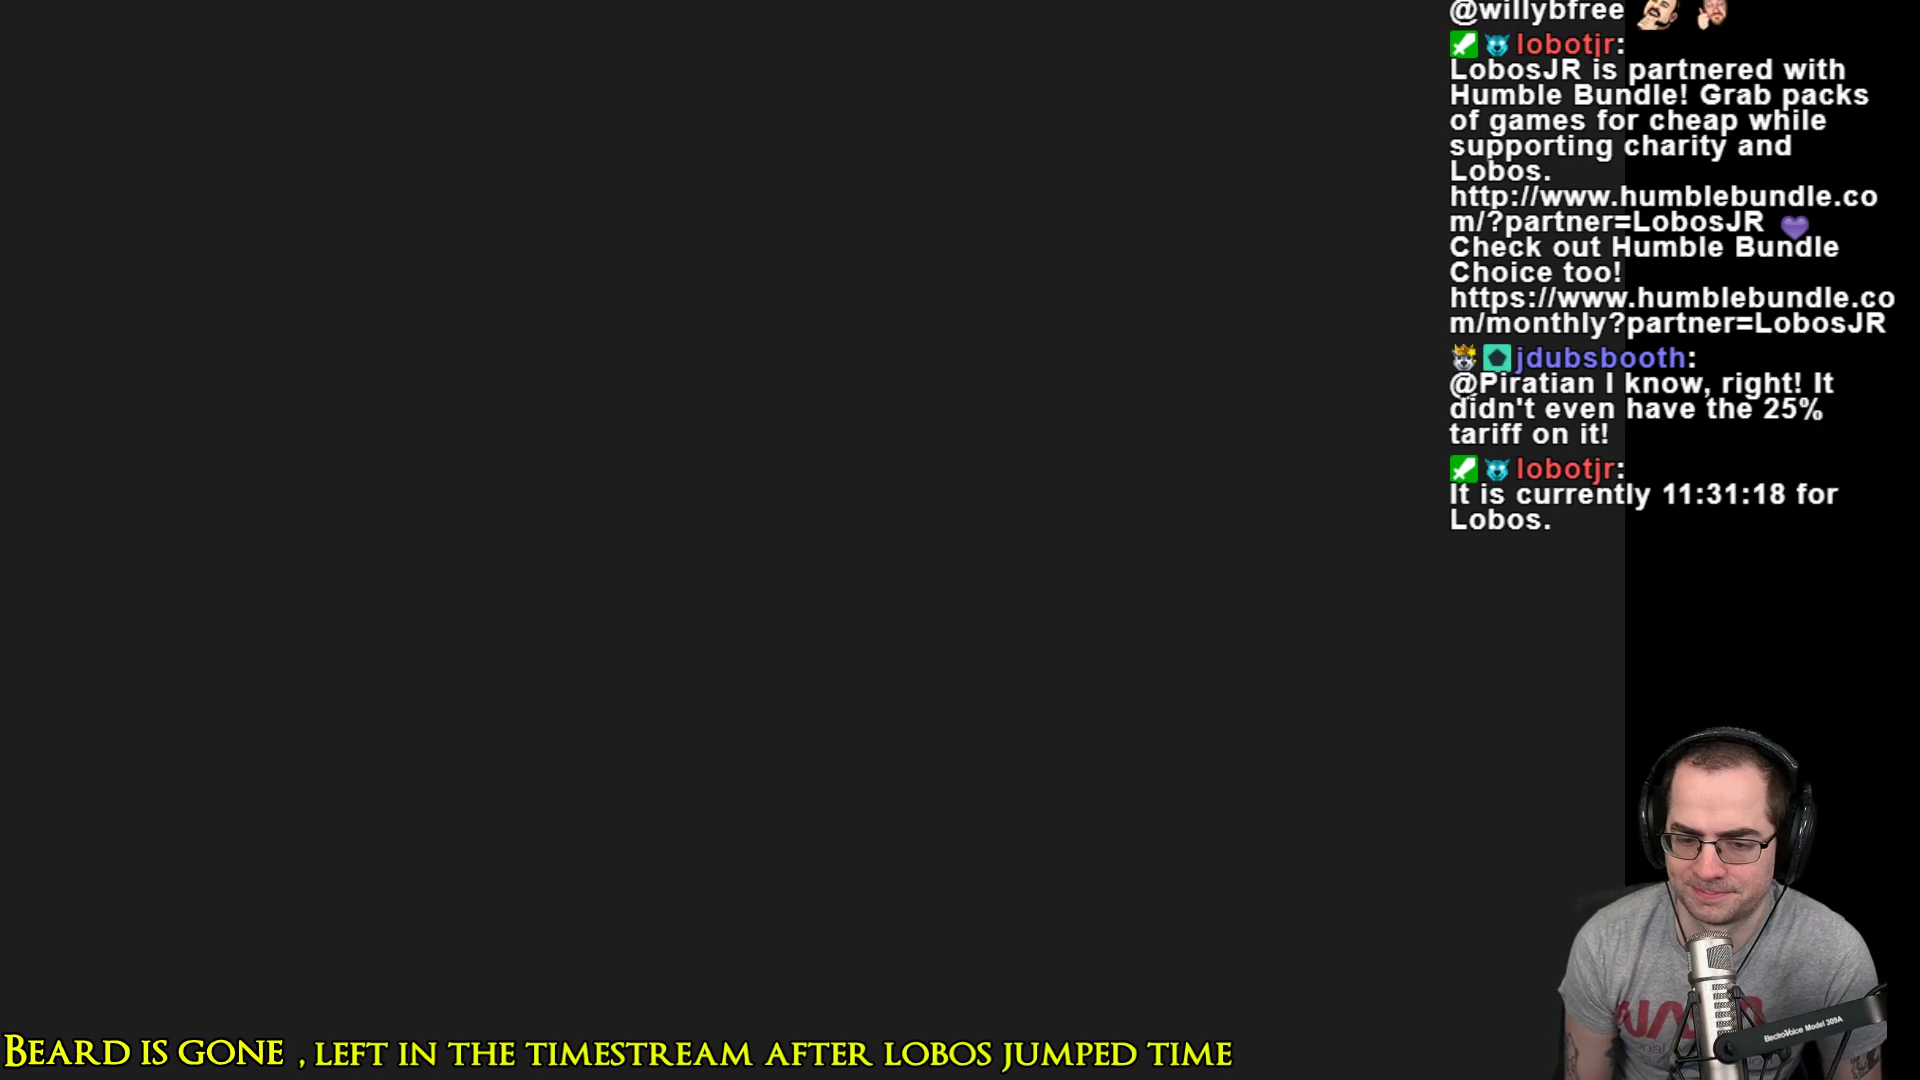 @willybfree
lobotjr:
LobosJR is partnered with
Humble Bundle! Grab packs
of games for cheap while
supporting charity and
Lobos.
http://www.humblebundle.co
m/?partner=LobosJR
Check out Humble Bundle
Choice too!
https://www.humblebundle.co
m/monthly?partner=LobosJR
jdubsbooth:
@Piratian I know, right! It
didn't even have the 25%
tariff on it!
lobotjr:
It is currently 11:31:18 for
Lobos.
ElectroVoice Model 309A
BEARD IS GONE , LEFT IN THE TIMESTREAM AFTER LOBOS JUMPED TIME